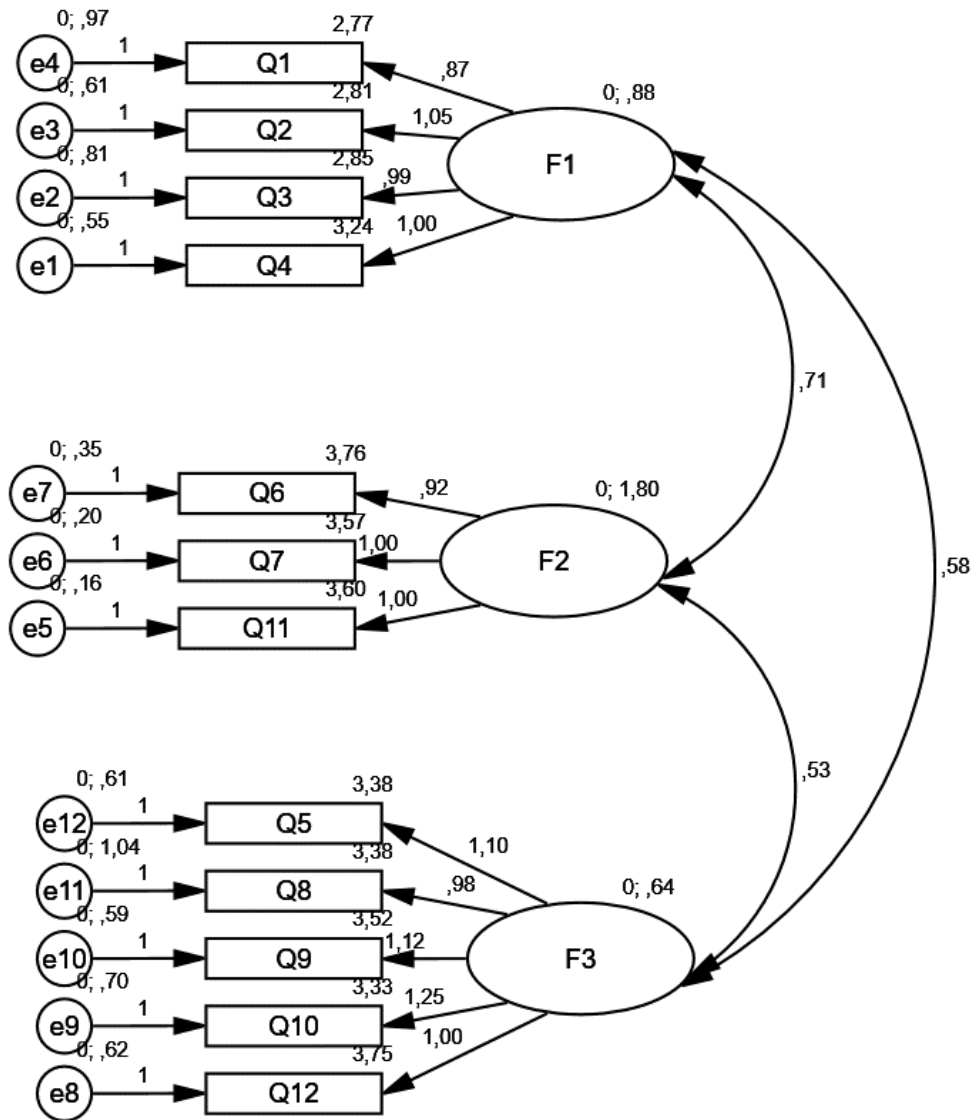 0; ,97
2,77
e4
1
Q1
,87
0; ,61
2,81
0; ,88
e3
1
Q2
1,05
0; ,81
2,85
F1
e2
1
Q3
,99
0; ,55
3,24
1,00
e1
1
Q4
,71
0; ,35
3,76
e7
1
Q6
,92
0; 1,80
0; ,20
3,57
e6
1
Q7
1,00
F2
,58
0; ,16
3,60
1,00
e5
1
Q11
,53
0; ,61
3,38
e12
1
Q5
1,10
0; 1,04
3,38
e11
1
Q8
,98
0; ,64
0; ,59
3,52
e10
1
Q9
1,12
F3
0; ,70
3,33
e9
1
Q10
1,25
0; ,62
3,75
1,00
e8
1
Q12